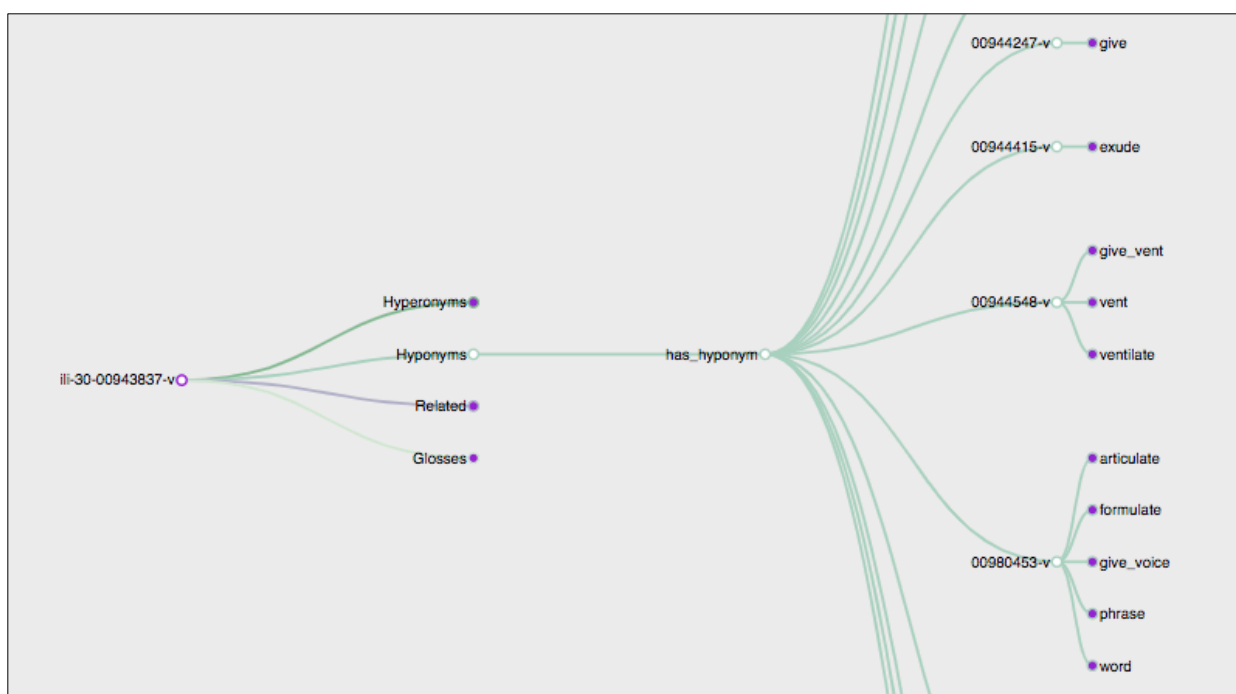 00944247-v give
00944415-v exude
give_vent
Hyperonyms 00944548-v vent
Hyponyms has_hyponym ventilate
ili-30-00943837-v
Related
Glosses articulate
formulate
00980453-v give_voice
phrase
word